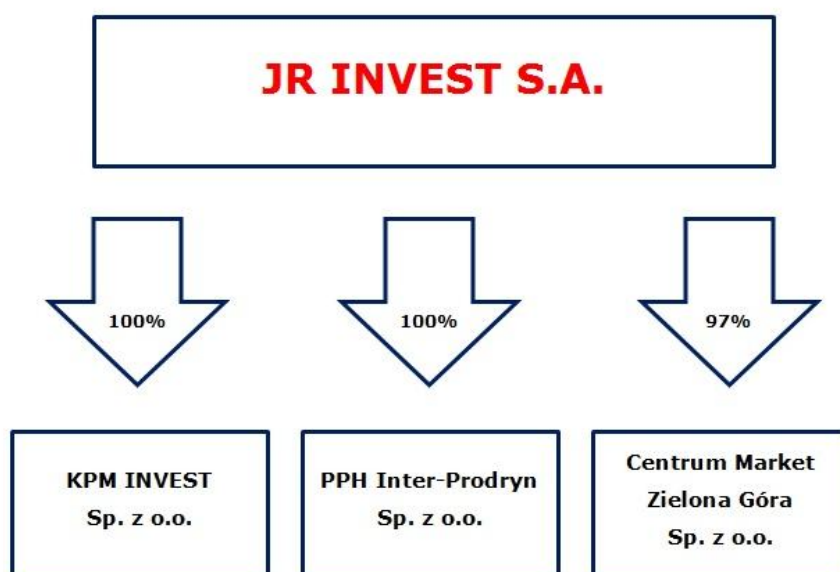 JR INVEST S.A.
100%
100%
97%
KPM INVEST
Sp. z o.o.
PPH Inter-Prodryn
Sp. z o.o.
Centrum Market
Zielona Góra
Sp. z o.o.